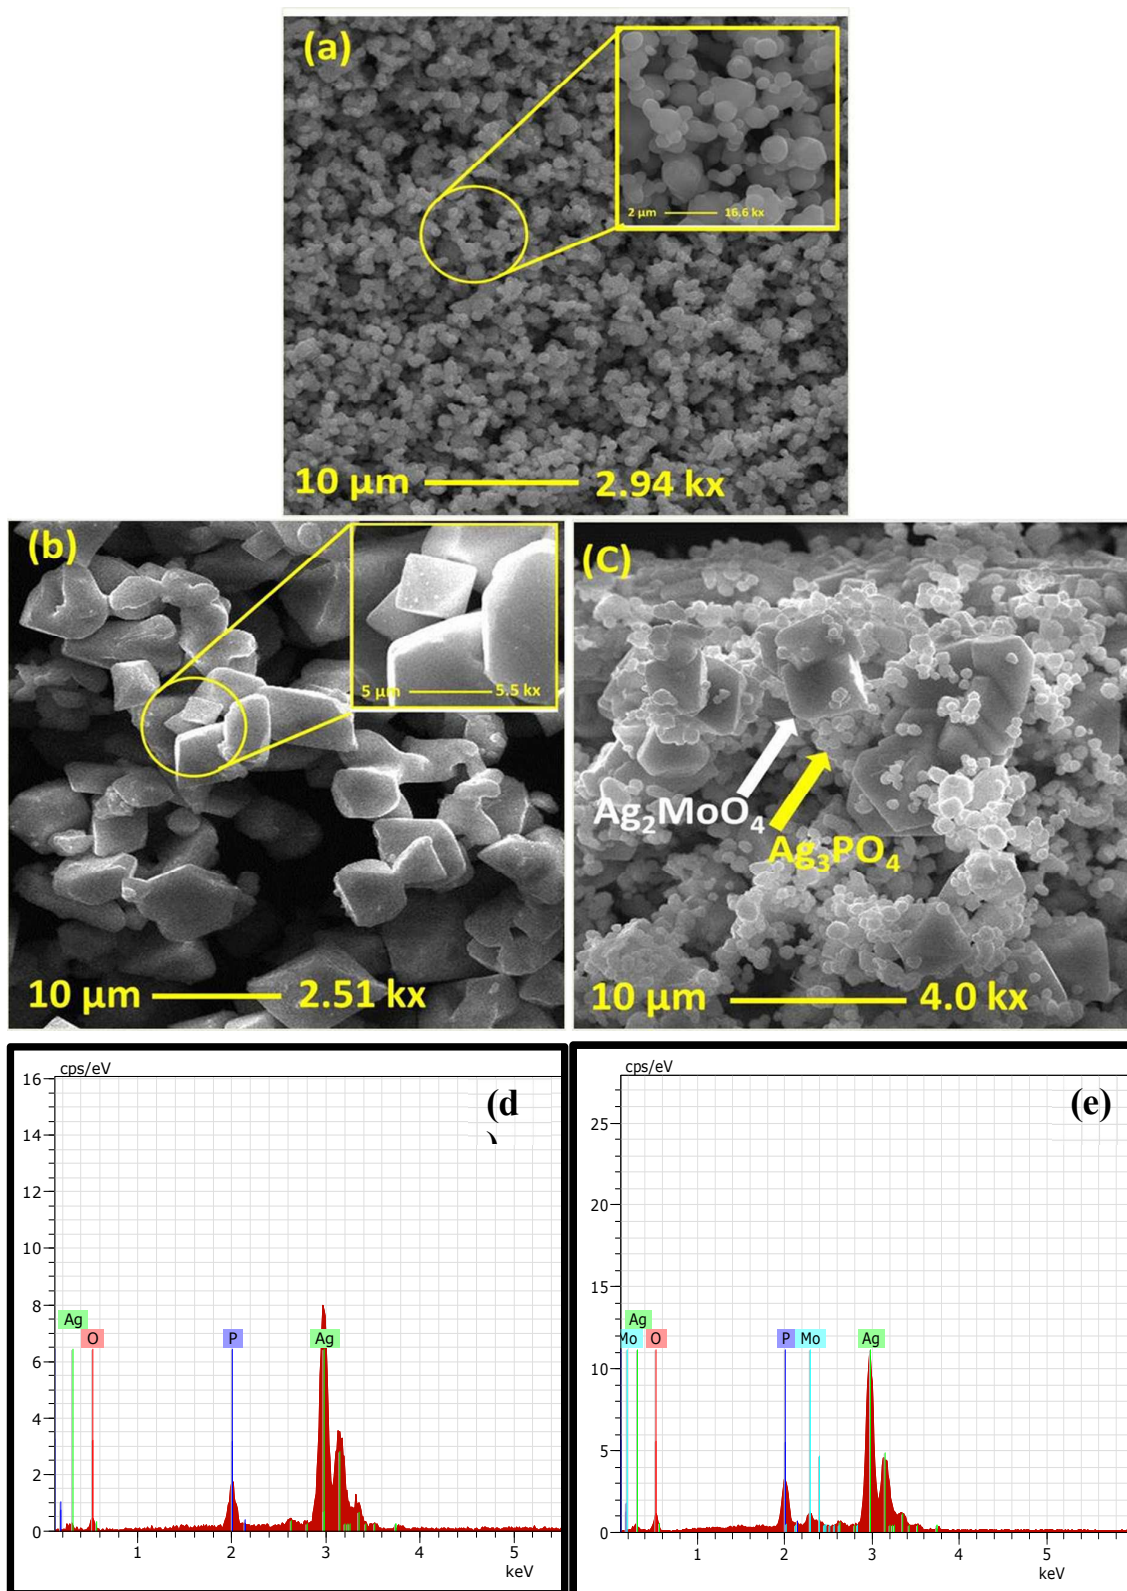 (a)
2 µm 16.6 kx
10 µm 2.94 kx
(b)
5 µm 5.5 kx
10 µm 2.51 kx
(C)
Ag₂MoO₄
Ag₃PO₄
10 µm 4.0 kx
cps/eV
(d
)
16
14
12
10
8
6
4
2
0
Ag
O
P
Ag
1 2 3 4 5
keV
cps/eV
(e)
25
20
15
10
5
0
Ag
Mo O
P Mo
Ag
1 2 3 4 5
keV